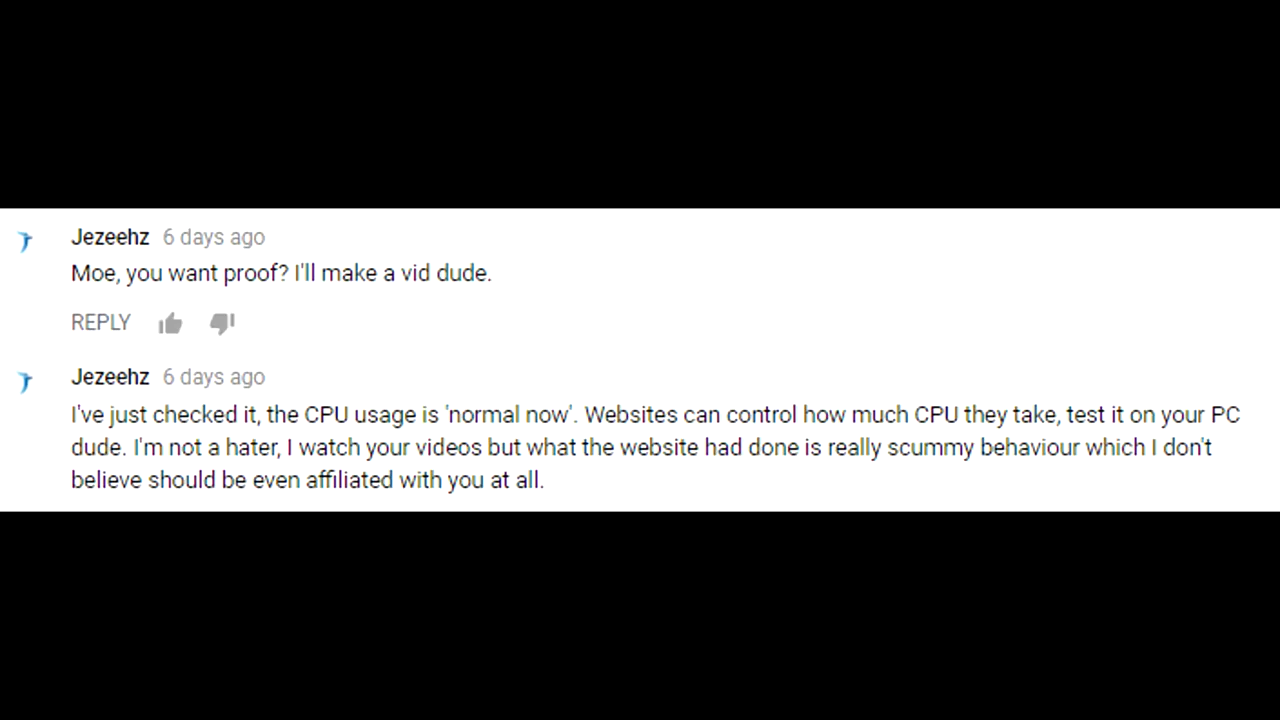 Jezeehz 6 days ago
Moe, you want proof? I'll make a vid dude.
REPLY
Jezeehz 6 days ago
I've just checked it, the CPU usage is 'normal now'. Websites can control how much CPU they take, test it on your PC
dude. I'm not a hater, I watch your videos but what the website had done is really scummy behaviour which I don't
believe should be even affiliated with you at all.